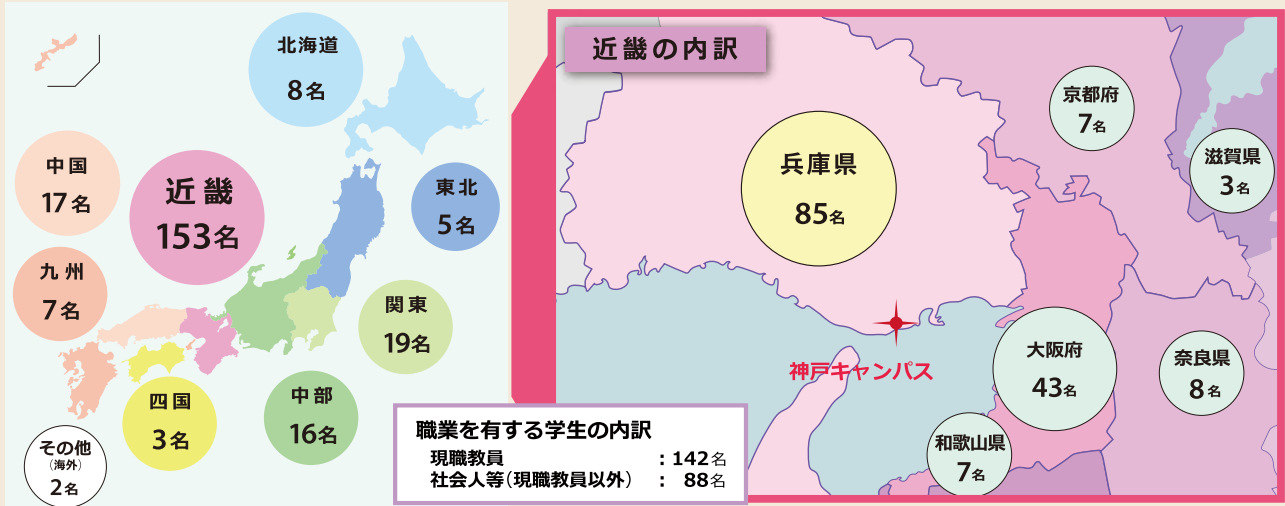 北海道
8名
中国
17名
近畿
153名
東北
5名
九州
7名
関東
19名
四国
3名
中部
16名
その他
(海外)
2名
近畿の内訳
京都府
7名
滋賀県
3名
兵庫県
85名
神戸キャンパス
大阪府
43名
奈良県
8名
和歌山県
7名
職業を有する学生の内訳
現職教員 : 142名
社会人等(現職教員以外) : 88名